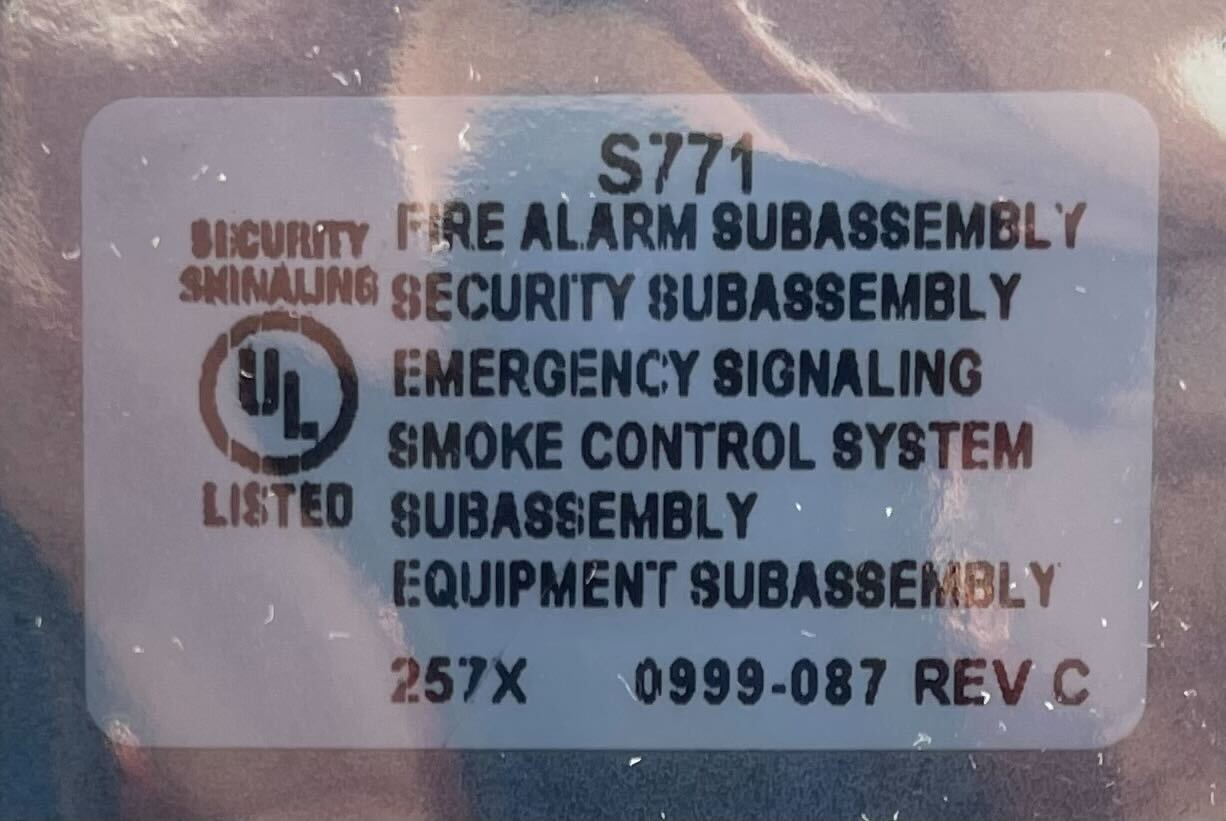 S771
FIRE ALARM SUBASSEMBLY
SECURITY
SIGNALING
SECURITY SUBASSEMBLY
UL
EMERGENCY SIGNALING
SMOKE CONTROL SYSTEM
LISTED
SUBASSEMBLY
EQUIPMENT SUBASSEMBLY
257X 0999-087 REV C